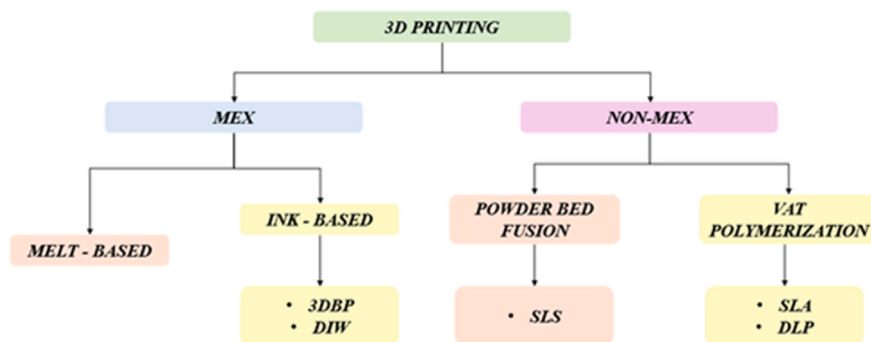 3D PRINTING
MEX
NON-MEX
MELT - BASED
INK - BASED
POWDER BED
FUSION
VAT
POLYMERIZATION
• 3DBP
• DIW
• SLS
• SLA
• DLP